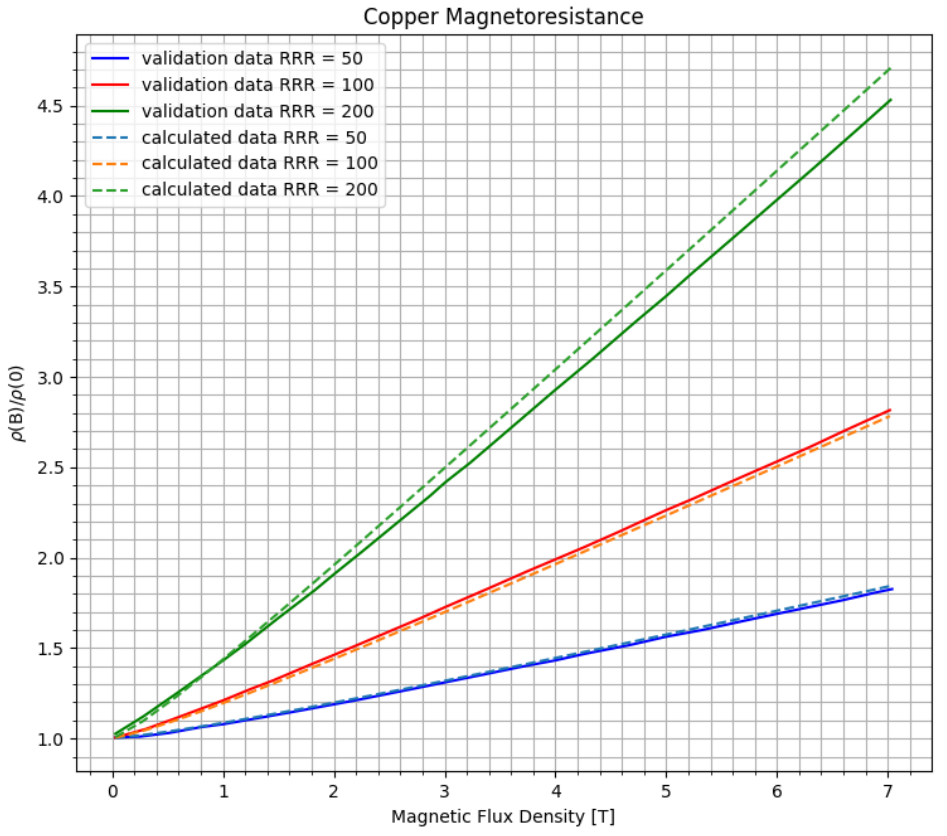 Copper Magnetoresistance
validation data RRR = 50
validation data RRR = 100
validation data RRR = 200
calculated data RRR = 50
calculated data RRR = 100
calculated data RRR = 200
4.5
4.0
3.5
3.0
2.5
2.0
1.5
1.0
ρ(B)/ρ(0)
0 1 2 3 4 5 6 7
Magnetic Flux Density [T]